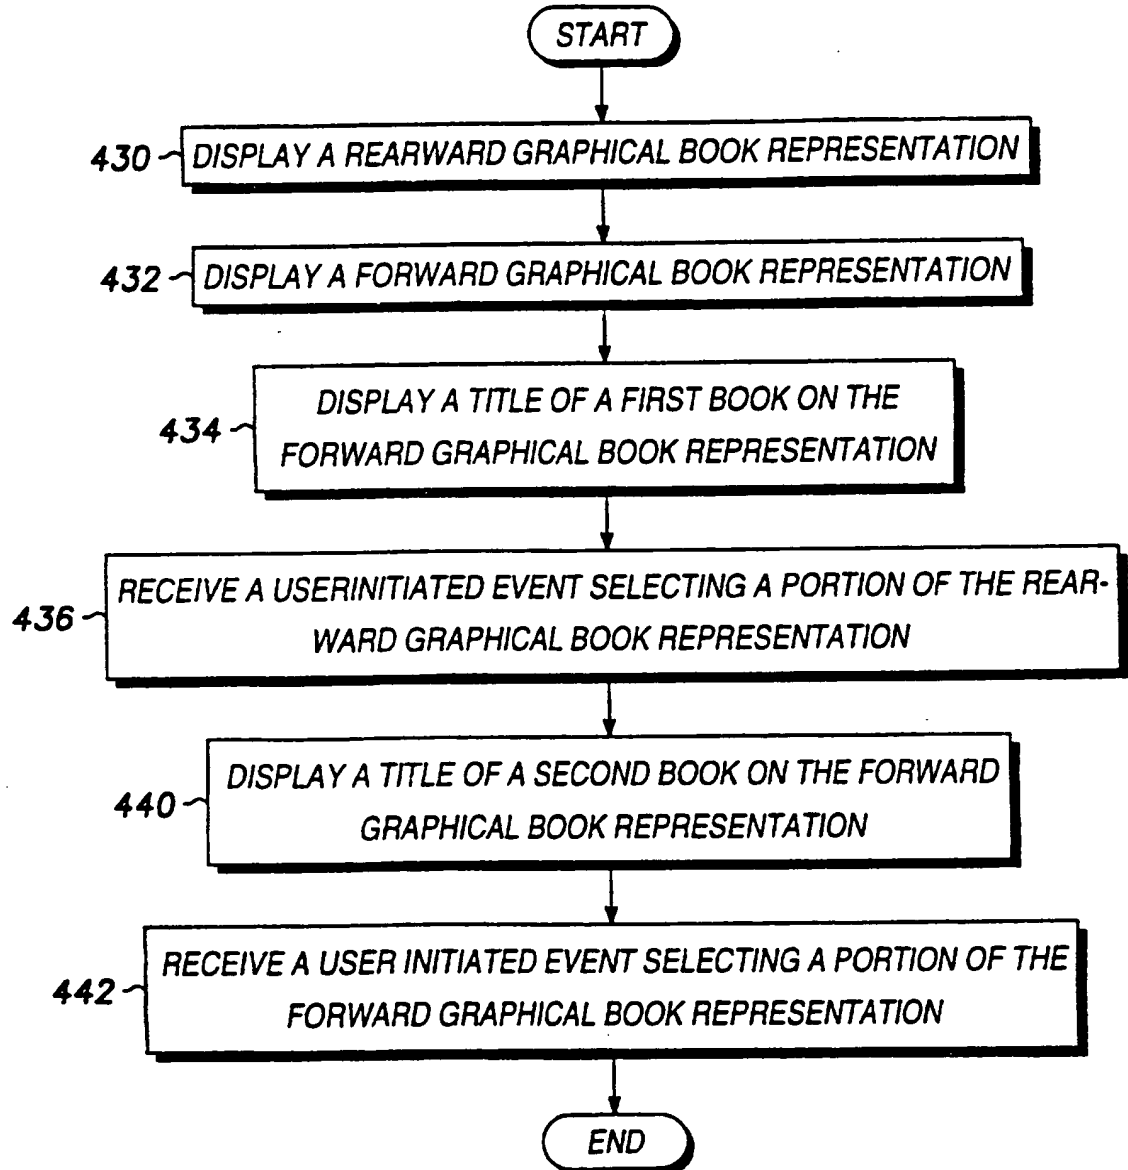 START
430 DISPLAY A REARWARD GRAPHICAL BOOK REPRESENTATION
432 DISPLAY A FORWARD GRAPHICAL BOOK REPRESENTATION
434
DISPLAY A TITLE OF A FIRST BOOK ON THE
FORWARD GRAPHICAL BOOK REPRESENTATION
436
RECEIVE A USERINITIATED EVENT SELECTING A PORTION OF THE REAR-
WARD GRAPHICAL BOOK REPRESENTATION
440
DISPLAY A TITLE OF A SECOND BOOK ON THE FORWARD
GRAPHICAL BOOK REPRESENTATION
442
RECEIVE A USER INITIATED EVENT SELECTING A PORTION OF THE
FORWARD GRAPHICAL BOOK REPRESENTATION
END